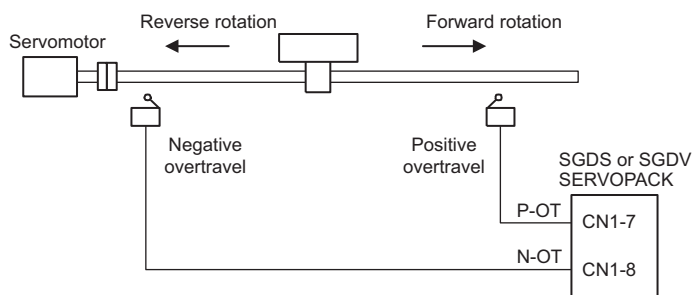 Reverse rotation
Forward rotation
Servomotor
Negative
overtravel
Positive
overtravel
SGDS or SGDV
SERVOPACK
P-OT
CN1-7
N-OT
CN1-8